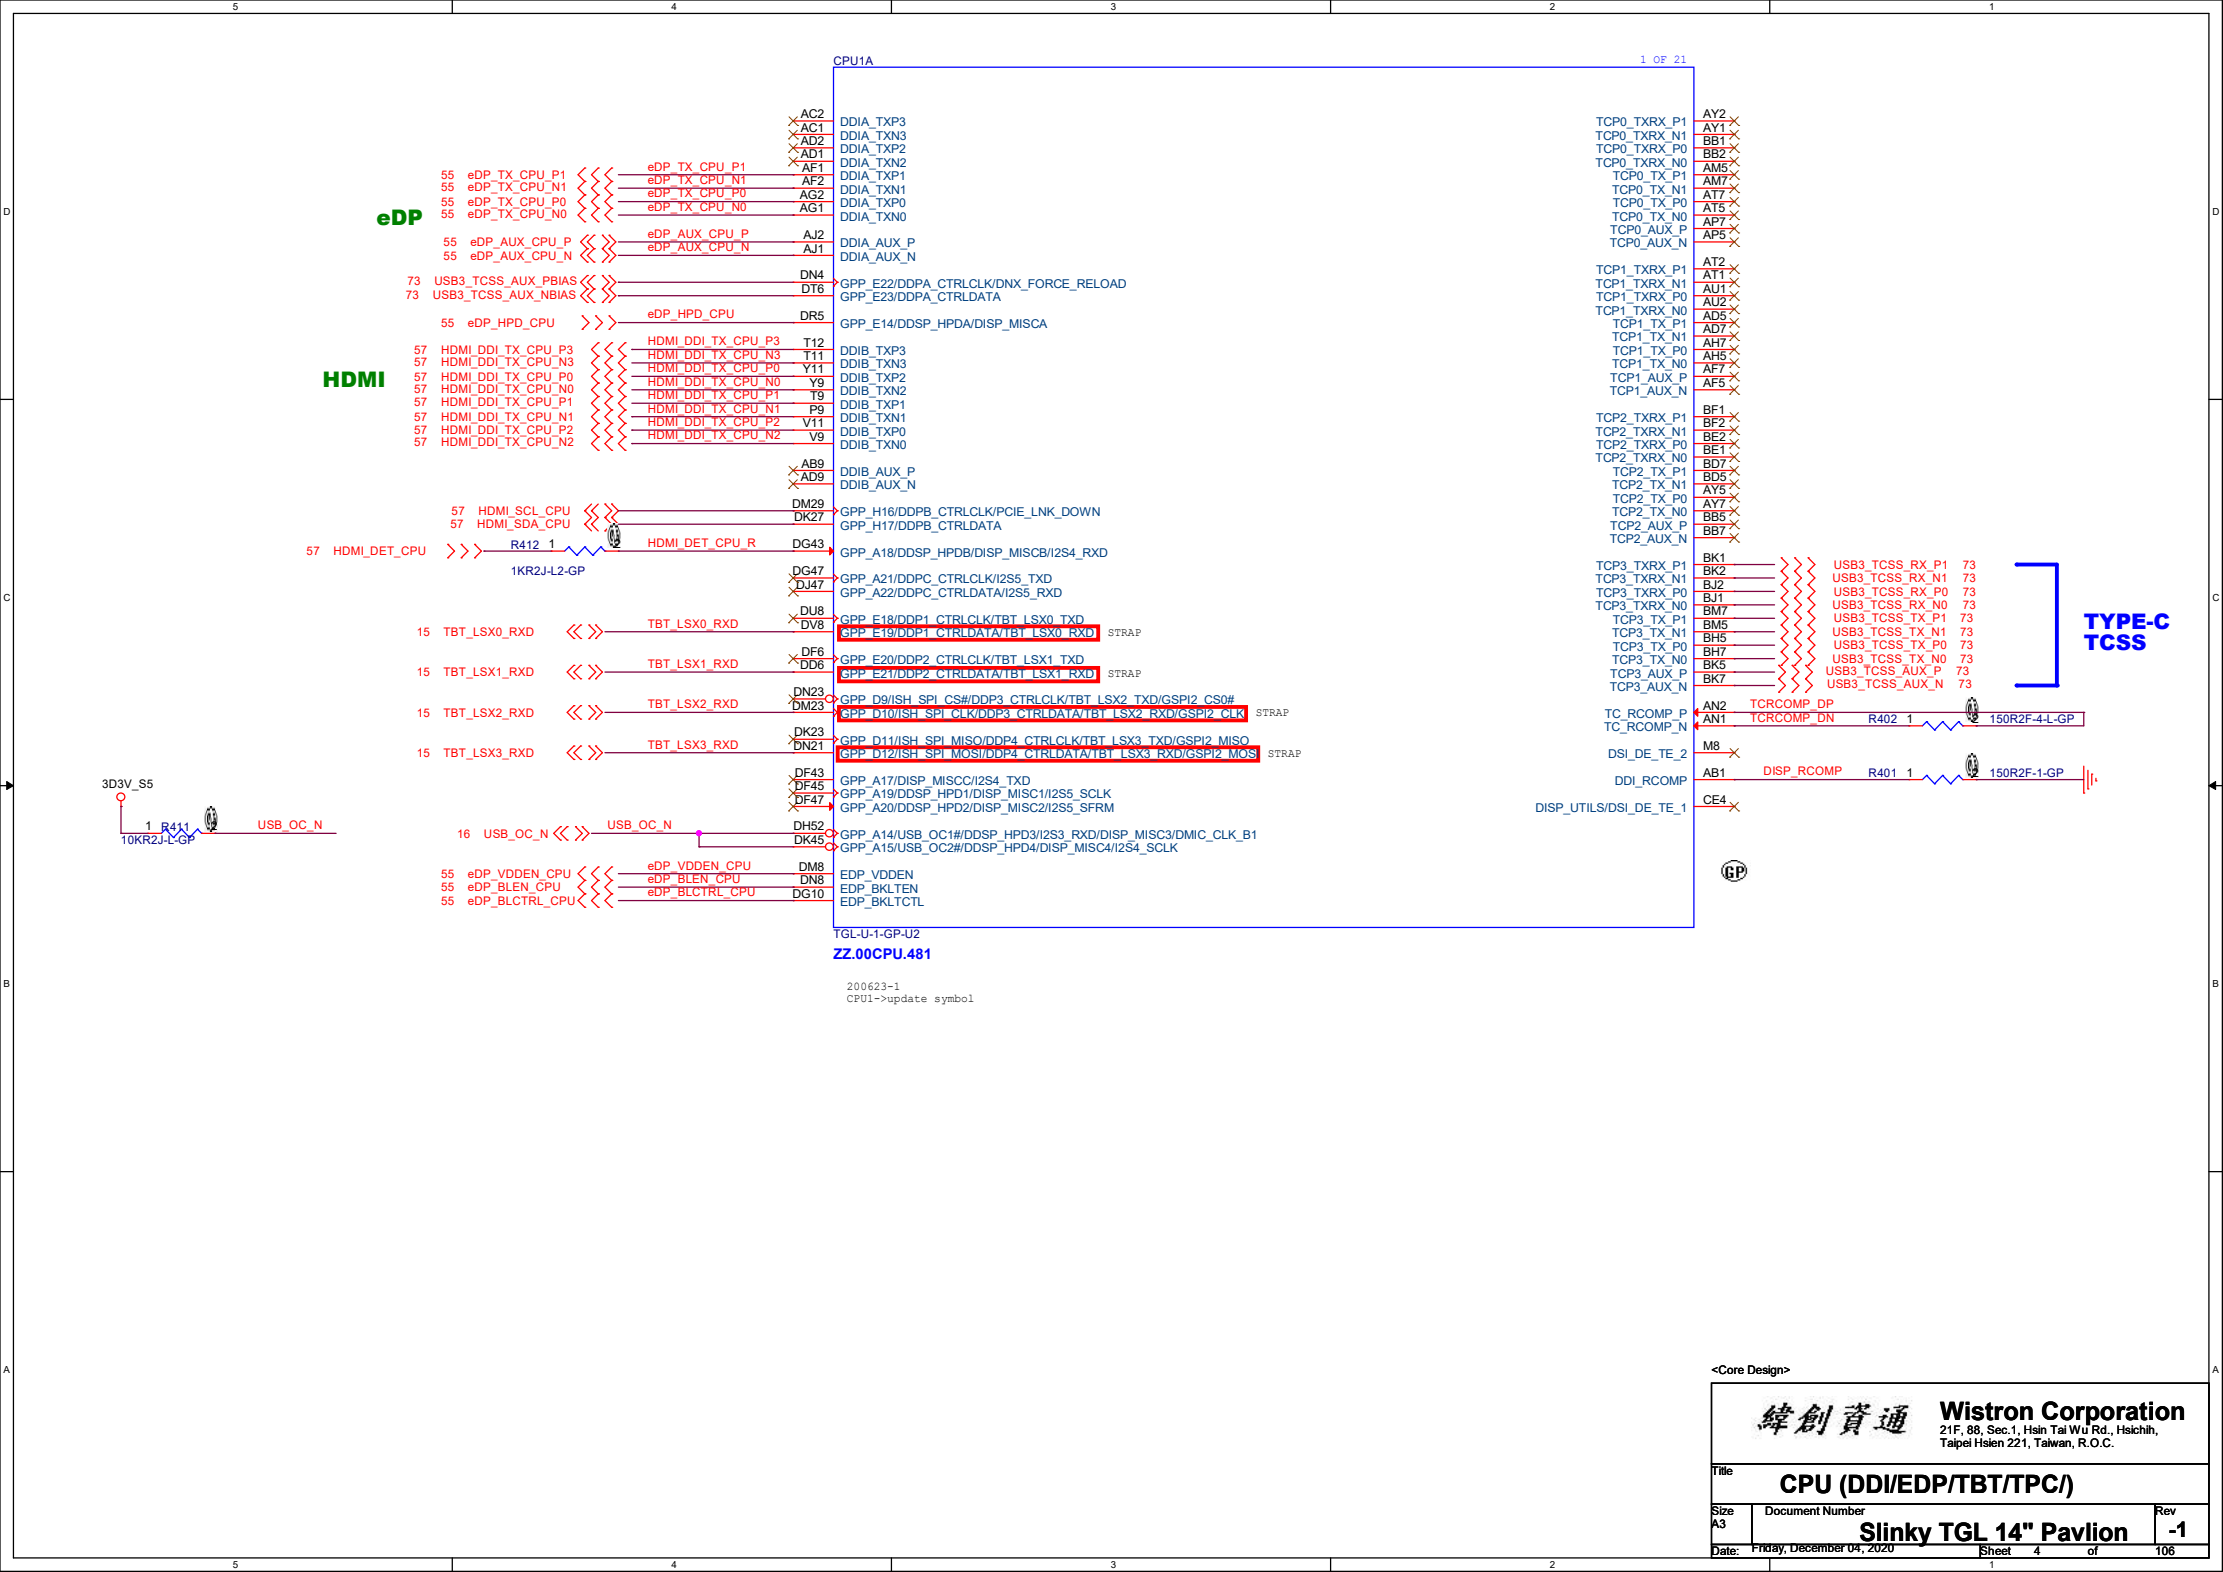 5 4 3 2 1
CPU1A
1 OF 21
AC2 DDIA_TXP3
AC1 DDIA_TXN3
AD2 DDIA_TXP2
AD1 DDIA_TXN2
55 eDP_TX_CPU_P1 eDP_TX_CPU_P1 AF1 DDIA_TXP1
55 eDP_TX_CPU_N1 eDP_TX_CPU_N1 AF2 DDIA_TXN1
55 eDP_TX_CPU_P0 eDP_TX_CPU_P0 AG2 DDIA_TXP0
55 eDP_TX_CPU_N0 eDP_TX_CPU_N0 AG1 DDIA_TXN0
eDP
55 eDP_AUX_CPU_P eDP_AUX_CPU_P AJ2 DDIA_AUX_P
55 eDP_AUX_CPU_N eDP_AUX_CPU_N AJ1 DDIA_AUX_N
73 USB3_TCSS_AUX_PBIAS DN4 GPP_E22/DDPA_CTRLCLK/DNX_FORCE_RELOAD
73 USB3_TCSS_AUX_NBIAS DT6 GPP_E23/DDPA_CTRLDATA
55 eDP_HPD_CPU eDP_HPD_CPU DR5 GPP_E14/DDSP_HPDA/DISP_MISCA
57 HDMI_DDI_TX_CPU_P3 HDMI_DDI_TX_CPU_P3 T12 DDIB_TXP3
57 HDMI_DDI_TX_CPU_N3 HDMI_DDI_TX_CPU_N3 T11 DDIB_TXN3
57 HDMI_DDI_TX_CPU_P0 HDMI_DDI_TX_CPU_P0 Y11 DDIB_TXP2
57 HDMI_DDI_TX_CPU_N0 HDMI_DDI_TX_CPU_N0 Y9 DDIB_TXN2
57 HDMI_DDI_TX_CPU_P1 HDMI_DDI_TX_CPU_P1 T9 DDIB_TXP1
57 HDMI_DDI_TX_CPU_N1 HDMI_DDI_TX_CPU_N1 P9 DDIB_TXN1
57 HDMI_DDI_TX_CPU_P2 HDMI_DDI_TX_CPU_P2 V11 DDIB_TXP0
57 HDMI_DDI_TX_CPU_N2 HDMI_DDI_TX_CPU_N2 V9 DDIB_TXN0
HDMI
AB9 DDIB_AUX_P
AD9 DDIB_AUX_N
57 HDMI_SCL_CPU DM29 GPP_H16/DDPB_CTRLCLK/PCIE_LNK_DOWN
57 HDMI_SDA_CPU DK27 GPP_H17/DDPB_CTRLDATA
57 HDMI_DET_CPU R412 1 2 HDMI_DET_CPU_R DG43 GPP_A18/DDSP_HPDB/DISP_MISCB/I2S4_RXD
1KR2J-L2-GP
DG47 GPP_A21/DDPC_CTRLCLK/I2S5_TXD
DJ47 GPP_A22/DDPC_CTRLDATA/I2S5_RXD
DU8 GPP_E18/DDP1_CTRLCLK/TBT_LSX0_TXD
15 TBT_LSX0_RXD TBT_LSX0_RXD DV8 GPP_E19/DDP1_CTRLDATA/TBT_LSX0_RXD STRAP
DF6 GPP_E20/DDP2_CTRLCLK/TBT_LSX1_TXD
15 TBT_LSX1_RXD TBT_LSX1_RXD DD6 GPP_E21/DDP2_CTRLDATA/TBT_LSX1_RXD STRAP
DN23 GPP_D9/ISH_SPI_CS#/DDP3_CTRLCLK/TBT_LSX2_TXD/GSPI2_CS0#
15 TBT_LSX2_RXD TBT_LSX2_RXD DM23 GPP_D10/ISH_SPI_CLK/DDP3_CTRLDATA/TBT_LSX2_RXD/GSPI2_CLK STRAP
DK23 GPP_D11/ISH_SPI_MISO/DDP4_CTRLCLK/TBT_LSX3_TXD/GSPI2_MISO
15 TBT_LSX3_RXD TBT_LSX3_RXD DN21 GPP_D12/ISH_SPI_MOSI/DDP4_CTRLDATA/TBT_LSX3_RXD/GSPI2_MOSI STRAP
DF43 GPP_A17/DISP_MISCC/I2S4_TXD
DF45 GPP_A19/DDSP_HPD1/DISP_MISC1/I2S5_SCLK
DF47 GPP_A20/DDSP_HPD2/DISP_MISC2/I2S5_SFRM
16 USB_OC_N USB_OC_N DH52 GPP_A14/USB_OC1#/DDSP_HPD3/I2S3_RXD/DISP_MISC3/DMIC_CLK_B1
DK45 GPP_A15/USB_OC2#/DDSP_HPD4/DISP_MISC4/I2S4_SCLK
55 eDP_VDDEN_CPU eDP_VDDEN_CPU DM8 EDP_VDDEN
55 eDP_BLEN_CPU eDP_BLEN_CPU DN8 EDP_BKLTEN
55 eDP_BLCTRL_CPU eDP_BLCTRL_CPU DG10 EDP_BKLTCTL
3D3V_S5
1 R411 2 USB_OC_N
10KR2J-L-GP
TCP0_TXRX_P1 AY2
TCP0_TXRX_N1 AY1
TCP0_TXRX_P0 BB1
TCP0_TXRX_N0 BB2
TCP0_TX_P1 AM5
TCP0_TX_N1 AM7
TCP0_TX_P0 AT7
TCP0_TX_N0 AT5
TCP0_AUX_P AP7
TCP0_AUX_N AP5
TCP1_TXRX_P1 AT2
TCP1_TXRX_N1 AT1
TCP1_TXRX_P0 AU1
TCP1_TXRX_N0 AU2
TCP1_TX_P1 AD5
TCP1_TX_N1 AD7
TCP1_TX_P0 AH7
TCP1_TX_N0 AH5
TCP1_AUX_P AF7
TCP1_AUX_N AF5
TCP2_TXRX_P1 BF1
TCP2_TXRX_N1 BF2
TCP2_TXRX_P0 BE2
TCP2_TXRX_N0 BE1
TCP2_TX_P1 BD7
TCP2_TX_N1 BD5
TCP2_TX_P0 AY5
TCP2_TX_N0 AY7
TCP2_AUX_P BB5
TCP2_AUX_N BB7
TCP3_TXRX_P1 BK1 USB3_TCSS_RX_P1 73
TCP3_TXRX_N1 BK2 USB3_TCSS_RX_N1 73
TCP3_TXRX_P0 BJ2 USB3_TCSS_RX_P0 73
TCP3_TXRX_N0 BJ1 USB3_TCSS_RX_N0 73
TCP3_TX_P1 BM7 USB3_TCSS_TX_P1 73
TCP3_TX_N1 BM5 USB3_TCSS_TX_N1 73
TCP3_TX_P0 BH5 USB3_TCSS_TX_P0 73
TCP3_TX_N0 BH7 USB3_TCSS_TX_N0 73
TCP3_AUX_P BK5 USB3_TCSS_AUX_P 73
TCP3_AUX_N BK7 USB3_TCSS_AUX_N 73
TYPE-C
TCSS
TC_RCOMP_P AN2 TCRCOMP_DP
TC_RCOMP_N AN1 TCRCOMP_DN R402 1 2 150R2F-4-L-GP
DSI_DE_TE_2 M8
DDI_RCOMP AB1 DISP_RCOMP R401 1 2 150R2F-1-GP
DISP_UTILS/DSI_DE_TE_1 CE4
GP
TGL-U-1-GP-U2
ZZ.00CPU.481
200623-1
CPU1->update symbol
D D
C C
B B
A A
<Core Design>
緯創資通
Wistron Corporation
21F, 88, Sec.1, Hsin Tai Wu Rd., Hsichih,
Taipei Hsien 221, Taiwan, R.O.C.
Title
CPU (DDI/EDP/TBT/TPC/)
Size Document Number Rev
A3 Slinky TGL 14" Pavlion -1
Date: Friday, December 04, 2020 Sheet 4 of 106
5 4 3 2 1